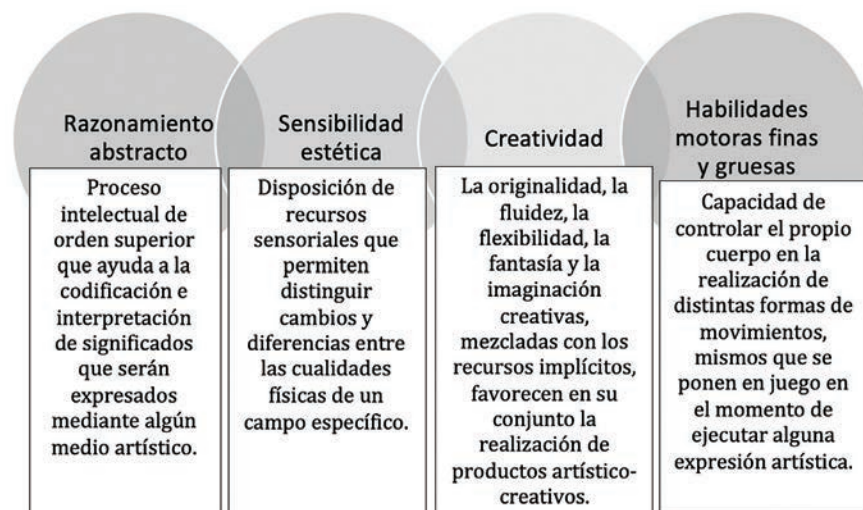 Razonamiento
abstracto
Proceso
intelectual de
orden superior
que ayuda a la
codificación e
interpretación
de significados
que serán
expresados
mediante algún
medio artístico.
Sensibilidad
estética
Disposición de
recursos
sensoriales que
permiten
distinguir
cambios y
diferencias entre
las cualidades
físicas de un
campo específico.
Creatividad
La originalidad, la
fluidez, la
flexibilidad, la
fantasía y la
imaginación
creativas,
mezcladas con los
recursos implícitos,
favorecen en su
conjunto la
realización de
productos artístico-
creativos.
Habilidades
motoras finas
y gruesas
Capacidad de
controlar el propio
cuerpo en la
realización de
distintas formas de
movimientos,
mismos que se
ponen en juego en
el momento de
ejecutar alguna
expresión artística.